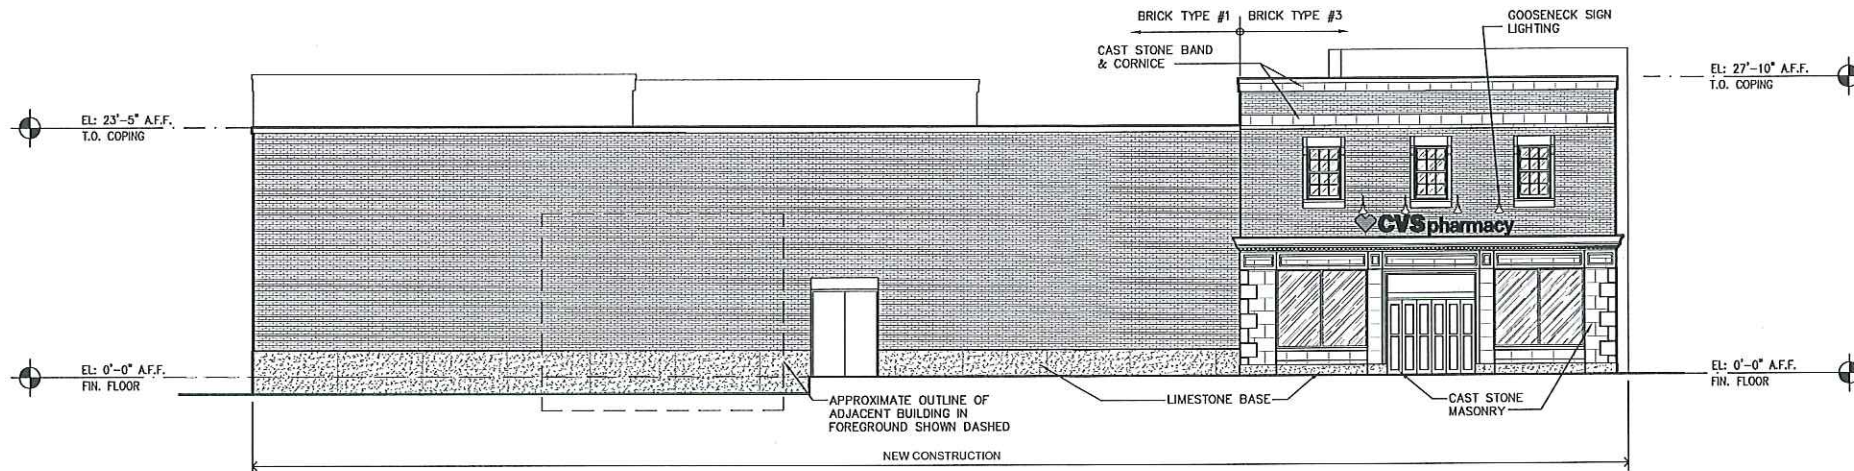 BRICK TYPE #1
BRICK TYPE #3
GOOSENECK SIGN
LIGHTING
CAST STONE BAND
& CORNICE
EL: 27'-10" A.F.F.
T.O. COPING
EL: 23'-5" A.F.F.
T.O. COPING
CVS pharmacy
EL: 0'-0" A.F.F.
FIN. FLOOR
EL: 0'-0" A.F.F.
FIN. FLOOR
APPROXIMATE OUTLINE OF
ADJACENT BUILDING IN
FOREGROUND SHOWN DASHED
LIMESTONE BASE
CAST STONE
MASONRY
NEW CONSTRUCTION